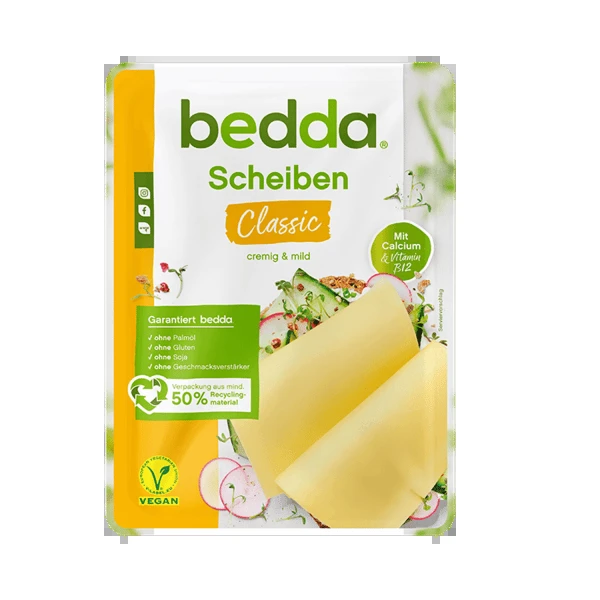 bedda®
Scheiben
Classic
cremig & mild
Mit
Calcium
& Vitamin
B12
Serviervorschlag
Garantiert bedda
√ ohne Palmöl
√ ohne Gluten
√ ohne Soja
√ ohne Geschmacksverstärker
Verpackung aus mind.
50% Recycling-
material
VEGAN